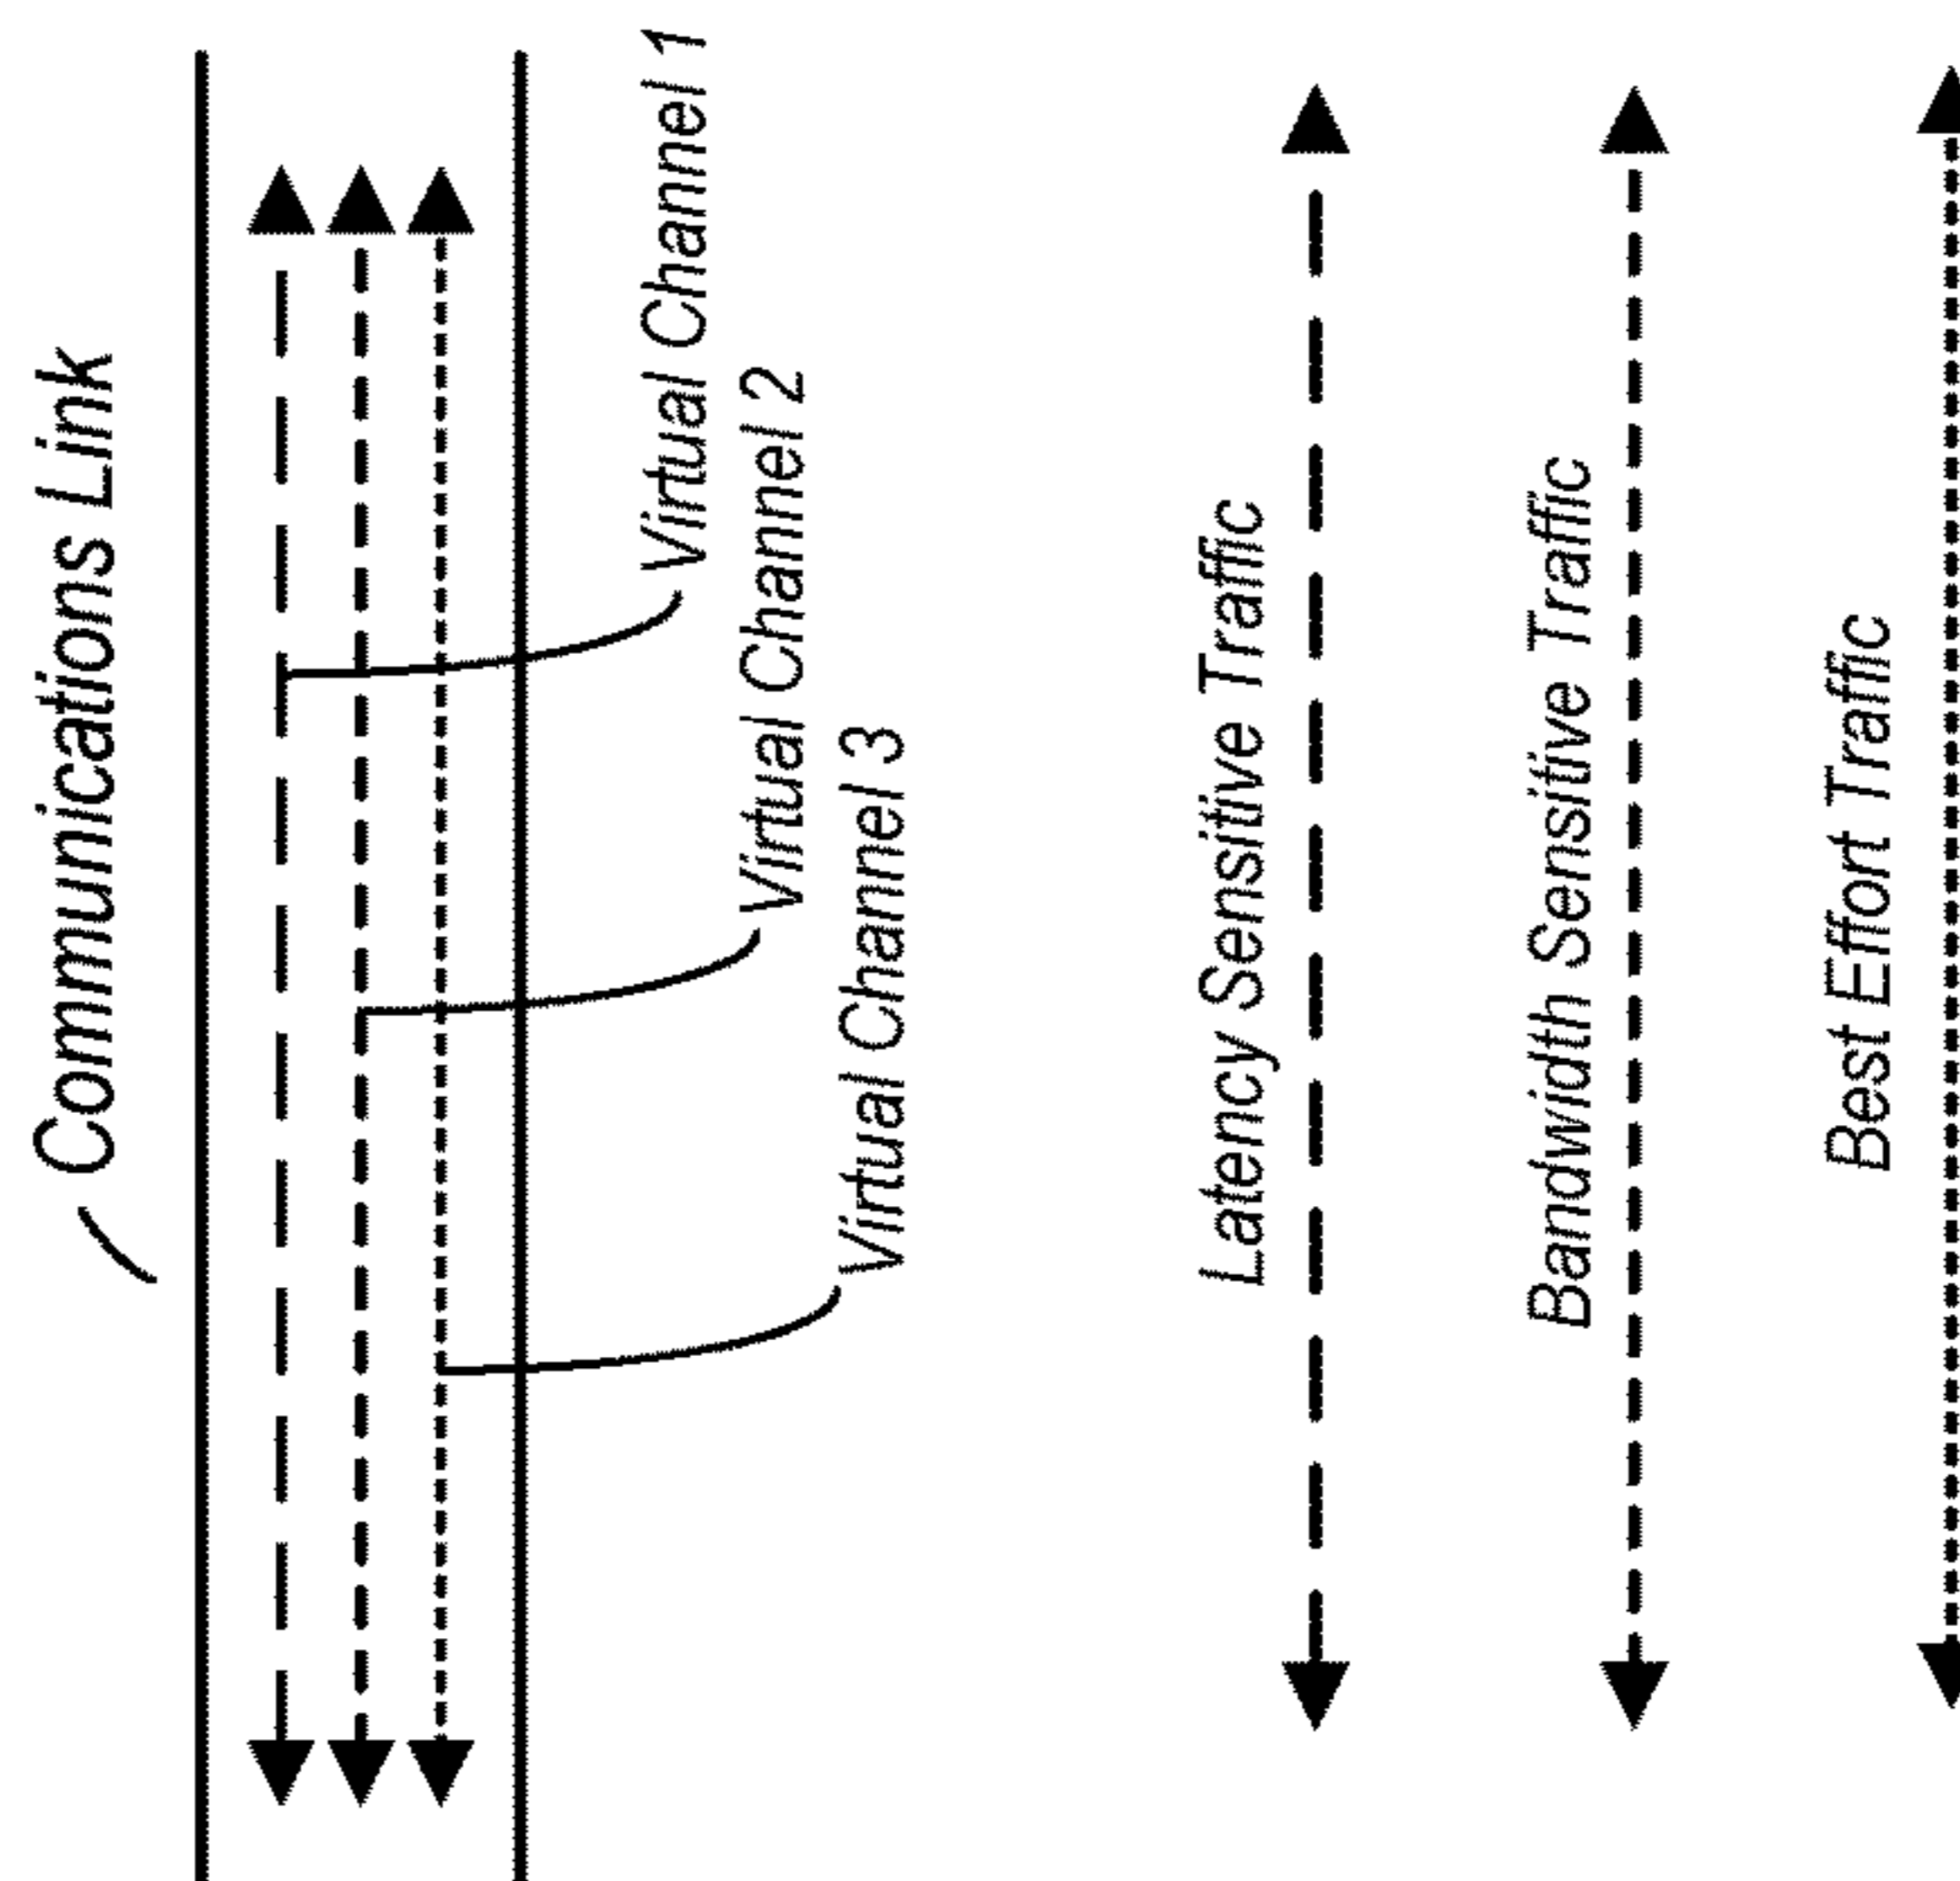 Communications Link
Virtual Channel 1
Virtual Channel 2
Virtual Channel 3
Latency Sensitive Traffic
Bandwidth Sensitive Traffic
Best Effort Traffic